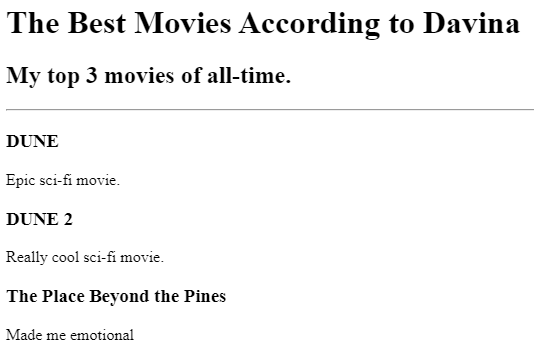 The Best Movies According to Davina
My top 3 movies of all-time.
DUNE
Epic sci-fi movie.
DUNE 2
Really cool sci-fi movie.
The Place Beyond the Pines
Made me emotional